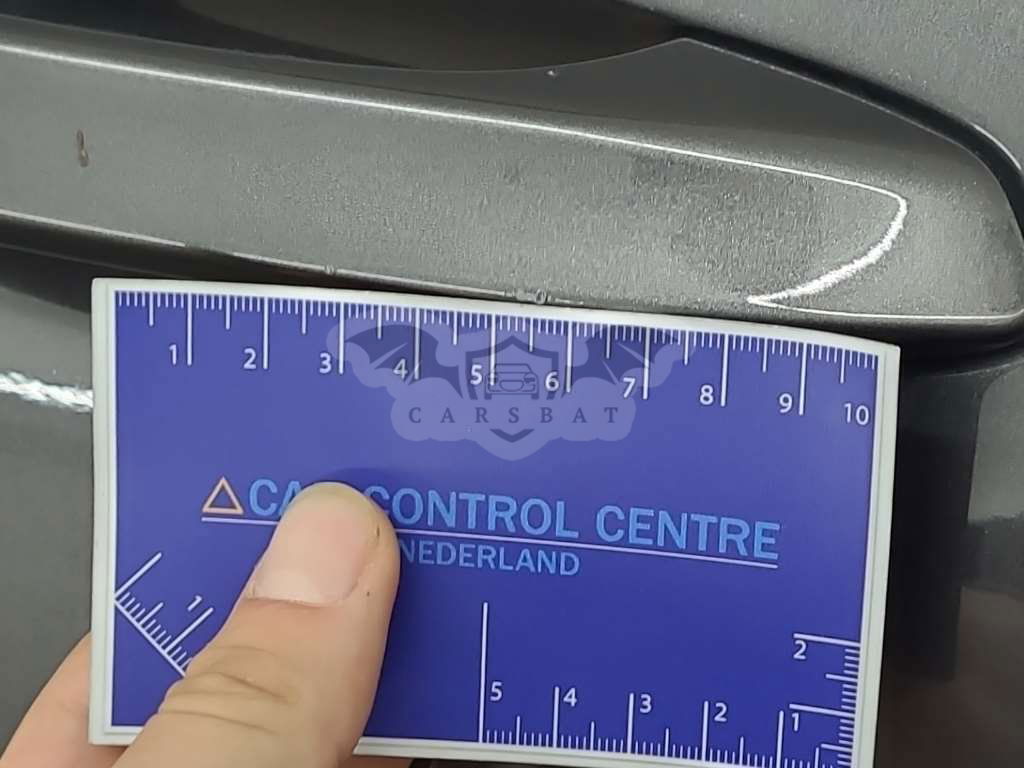 1 2 3 4 5 6 7 8 9 10
CARSBAT
CONTROL CENTRE
NEDERLAND
1
2
5 4 3 2 1